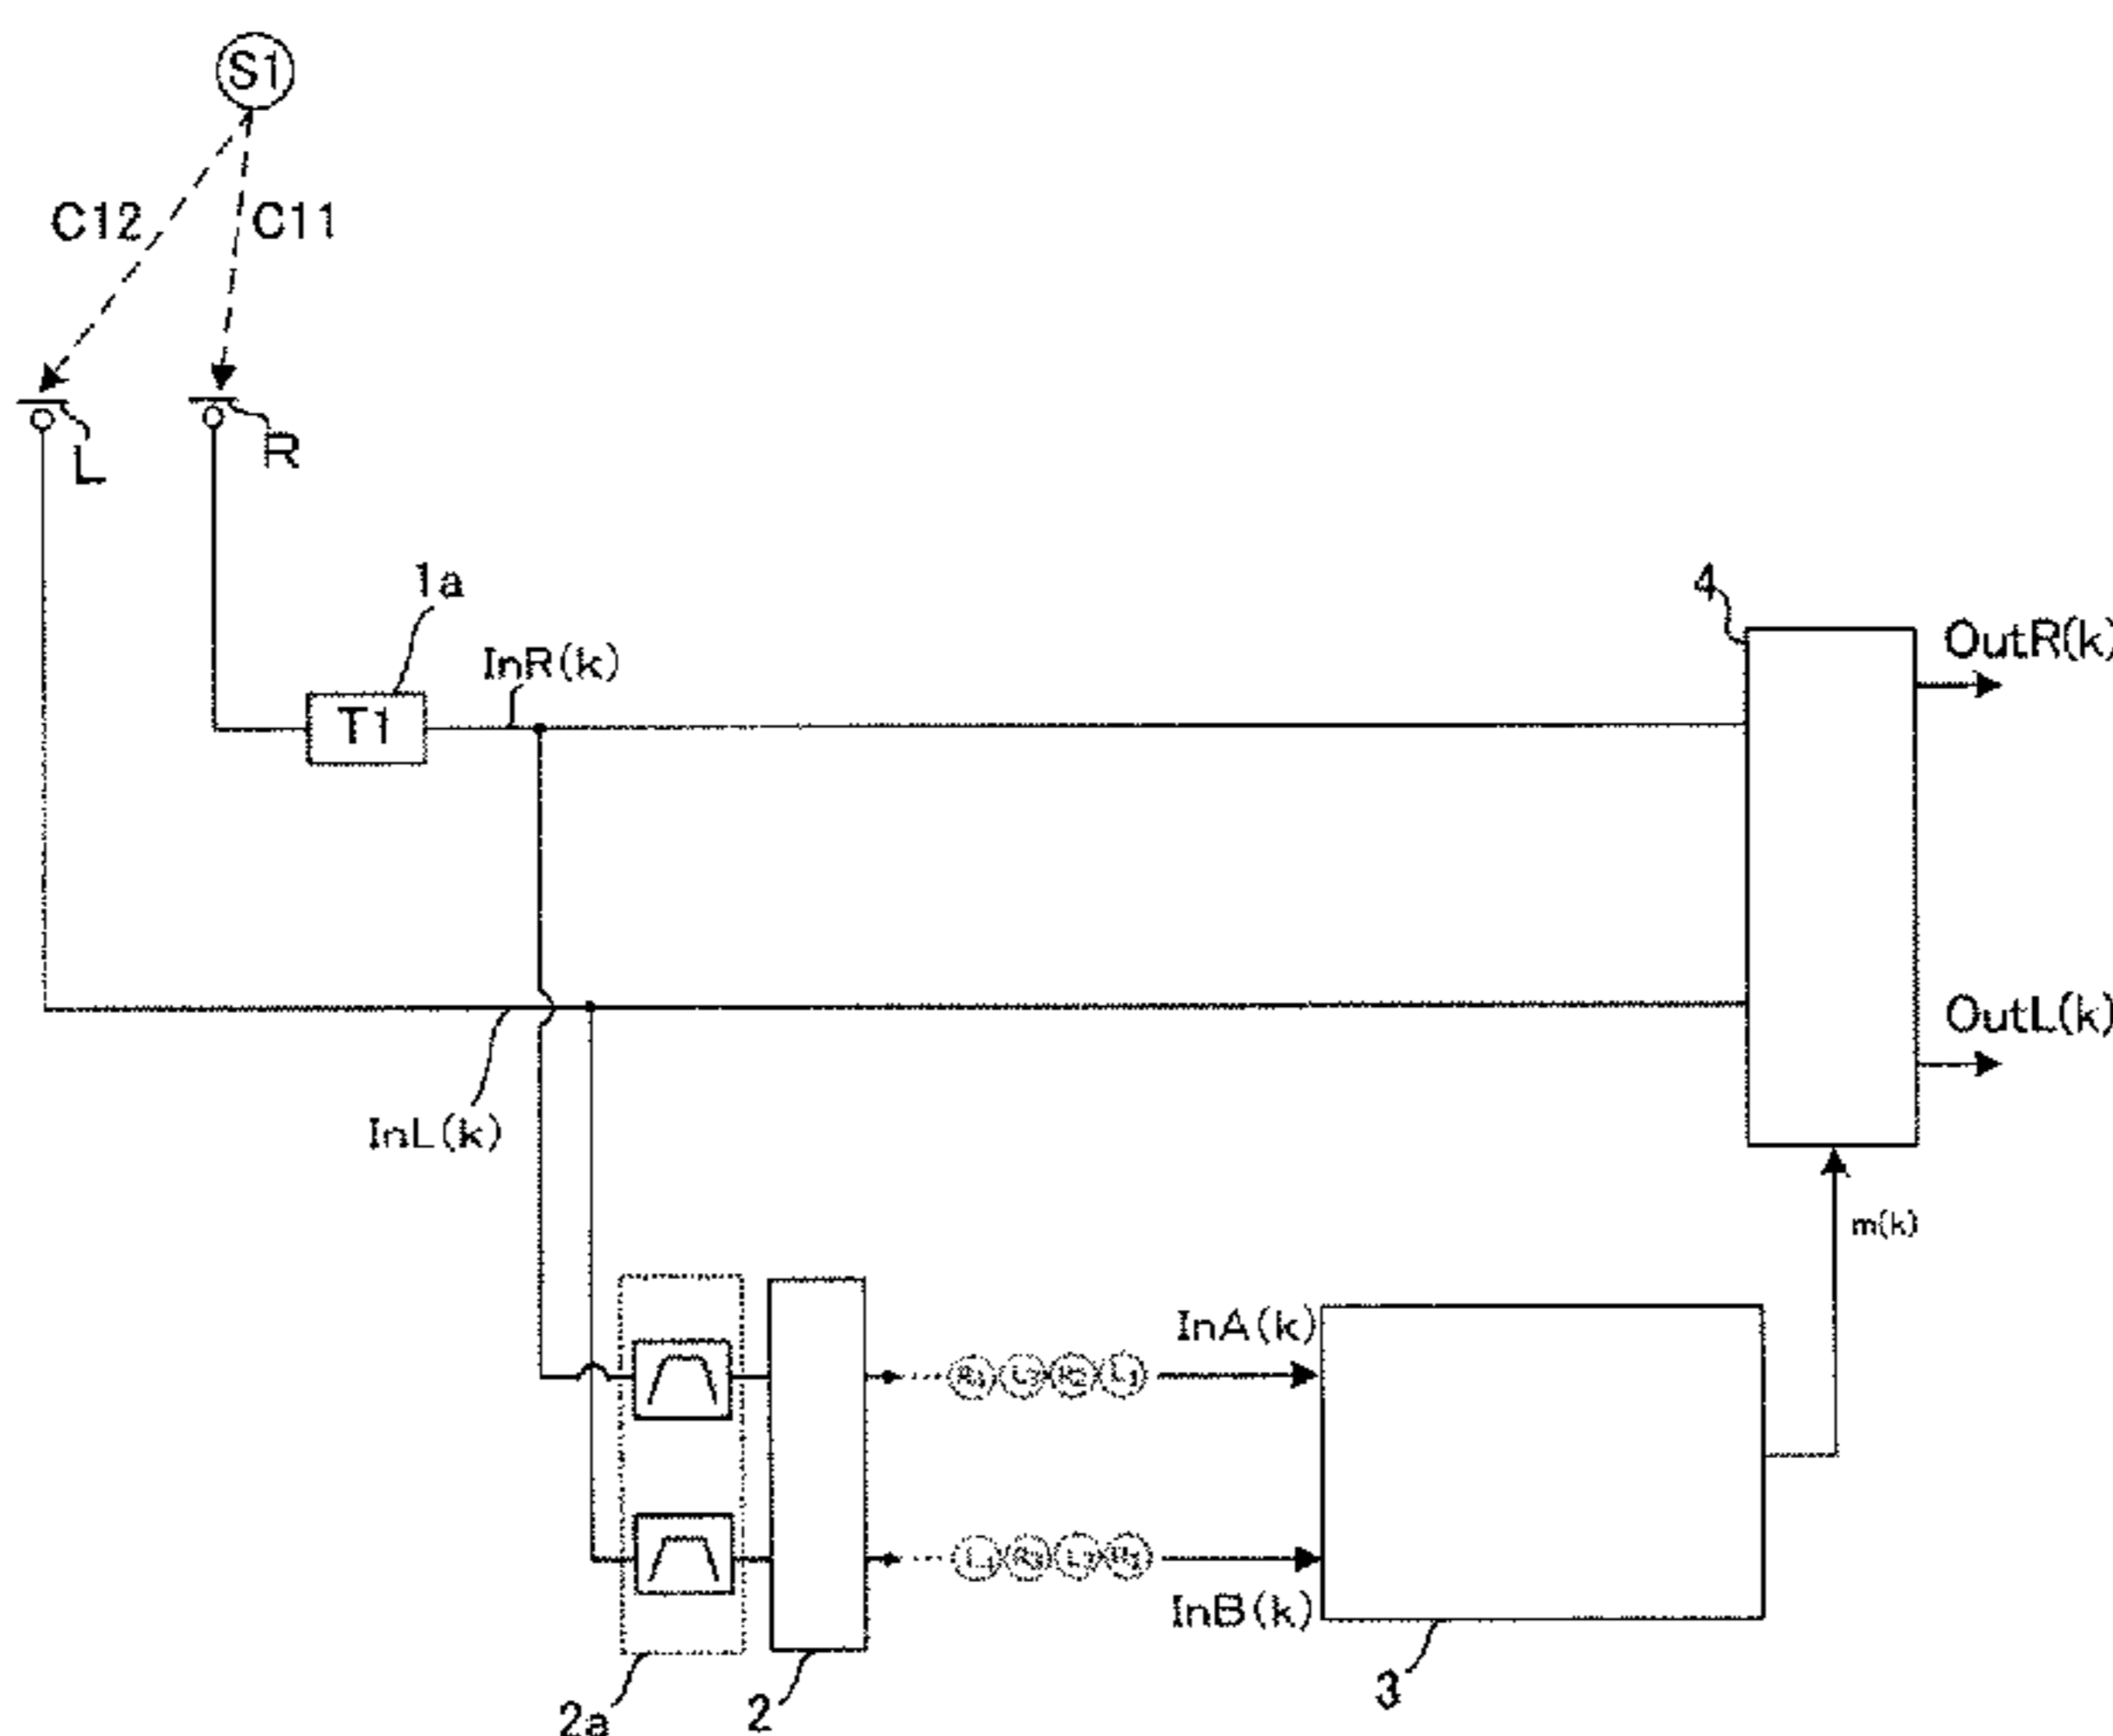 S1
C12
C11
L
R
1a
T1
InR(k)
4
OutR(k)
OutL(k)
InL(k)
m(k)
InA(k)
InB(k)
2a
2
3